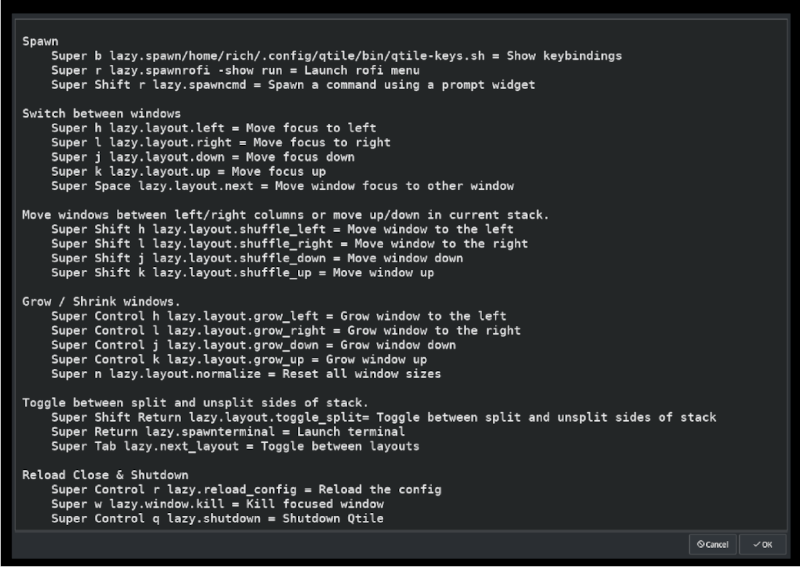 Spawn
Super b lazy.spawn/home/rich/.config/qtile/bin/qtile-keys.sh = Show keybindings
Super r lazy.spawnrofi -show run = Launch rofi menu
Super Shift r lazy.spawncmd = Spawn a command using a prompt widget
Switch between windows
Super h lazy.layout.left = Move focus to left
Super l lazy.layout.right = Move focus to right
Super j lazy.layout.down = Move focus down
Super k lazy.layout.up = Move focus up
Super Space lazy.layout.next = Move window focus to other window
Move windows between left/right columns or move up/down in current stack.
Super Shift h lazy.layout.shuffle_left = Move window to the left
Super Shift l lazy.layout.shuffle_right = Move window to the right
Super Shift j lazy.layout.shuffle_down = Move window down
Super Shift k lazy.layout.shuffle_up = Move window up
Grow / Shrink windows.
Super Control h lazy.layout.grow_left = Grow window to the left
Super Control l lazy.layout.grow_right = Grow window to the right
Super Control j lazy.layout.grow_down = Grow window down
Super Control k lazy.layout.grow_up = Grow window up
Super n lazy.layout.normalize = Reset all window sizes
Toggle between split and unsplit sides of stack.
Super Shift Return lazy.layout.toggle_split= Toggle between split and unsplit sides of stack
Super Return lazy.spawnterminal = Launch terminal
Super Tab lazy.next_layout = Toggle between layouts
Reload Close & Shutdown
Super Control r lazy.reload_config = Reload the config
Super w lazy.window.kill = Kill focused window
Super Control q lazy.shutdown = Shutdown Qtile
Cancel
OK